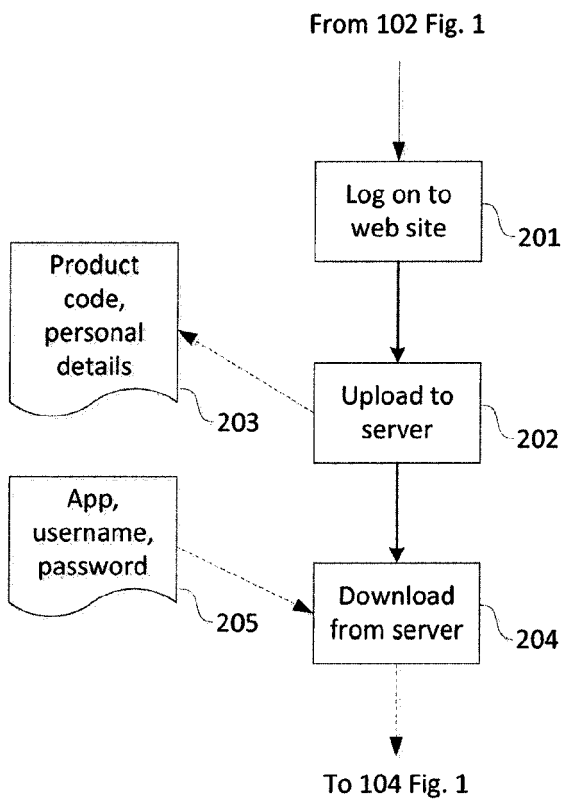 From 102 Fig. 1
Log on to
web site
201
Product
code,
personal
details
203
Upload to
server
202
App,
username,
password
205
Download
from server
204
To 104 Fig. 1